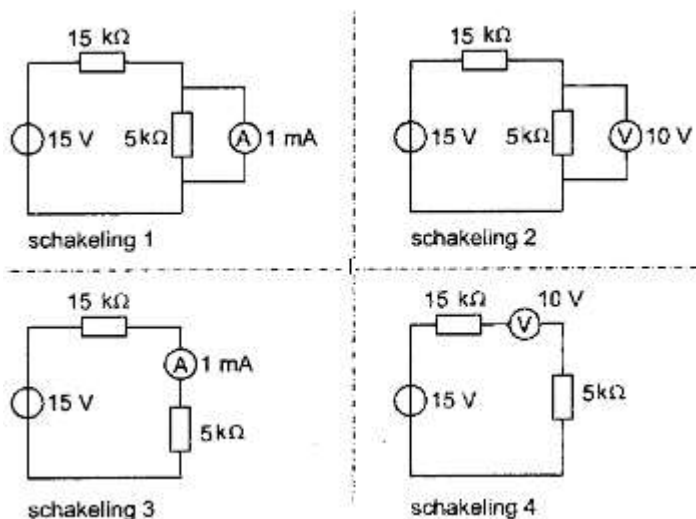 15 kΩ
15 V
5kΩ
A
1 mA
schakeling 1
15 kΩ
15 V
5kΩ
V
10 V
schakeling 2
15 kΩ
A
1 mA
15 V
5kΩ
schakeling 3
15 kΩ
10 V
V
15 V
5kΩ
schakeling 4